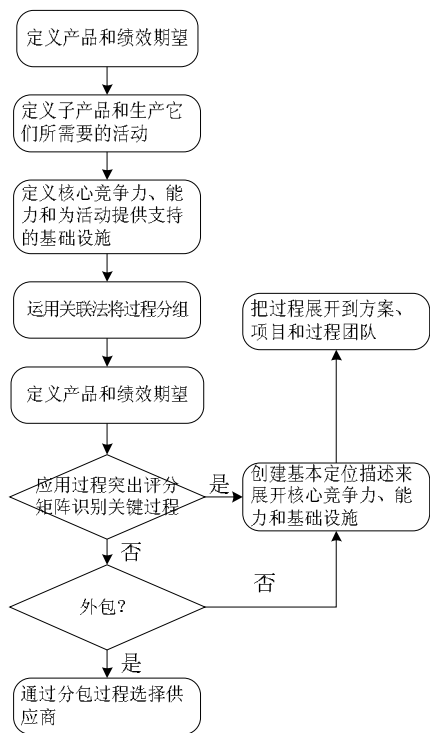 定义产品和绩效期望
定义子产品和生产它
们所需要的活动
定义核心竞争力、能
力和为活动提供支持
的基础设施
运用关联法将过程分组
把过程展开到方案、
项目和过程团队
定义产品和绩效期望
应用过程突出评分
矩阵识别关键过程
是
创建基本定位描述来
展开核心竞争力、能
力和基础设施
否
外包？
否
是
通过分包过程选择供
应商